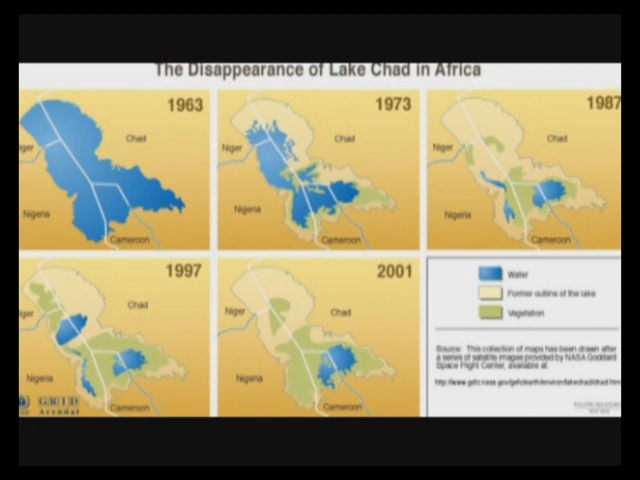 The Disappearance of Lake Chad in Africa
1963
Chad
iger
Nigeria
Cameroon
1973
Chad
Niger
Nigeria
Cameroon
1987
Chad
Niger
Nigeria
Cameroon
1997
Chad
iger
Nigeria
Cameroon
GRID
Arendal
2001
Chad
Niger
Nigeria
Cameroon
Water
Former outline of the lake
Vegetation
Source: This collection of maps has been drawn after
a series of satellite images provided by NASA Goddard
Space Flight Center, available at: